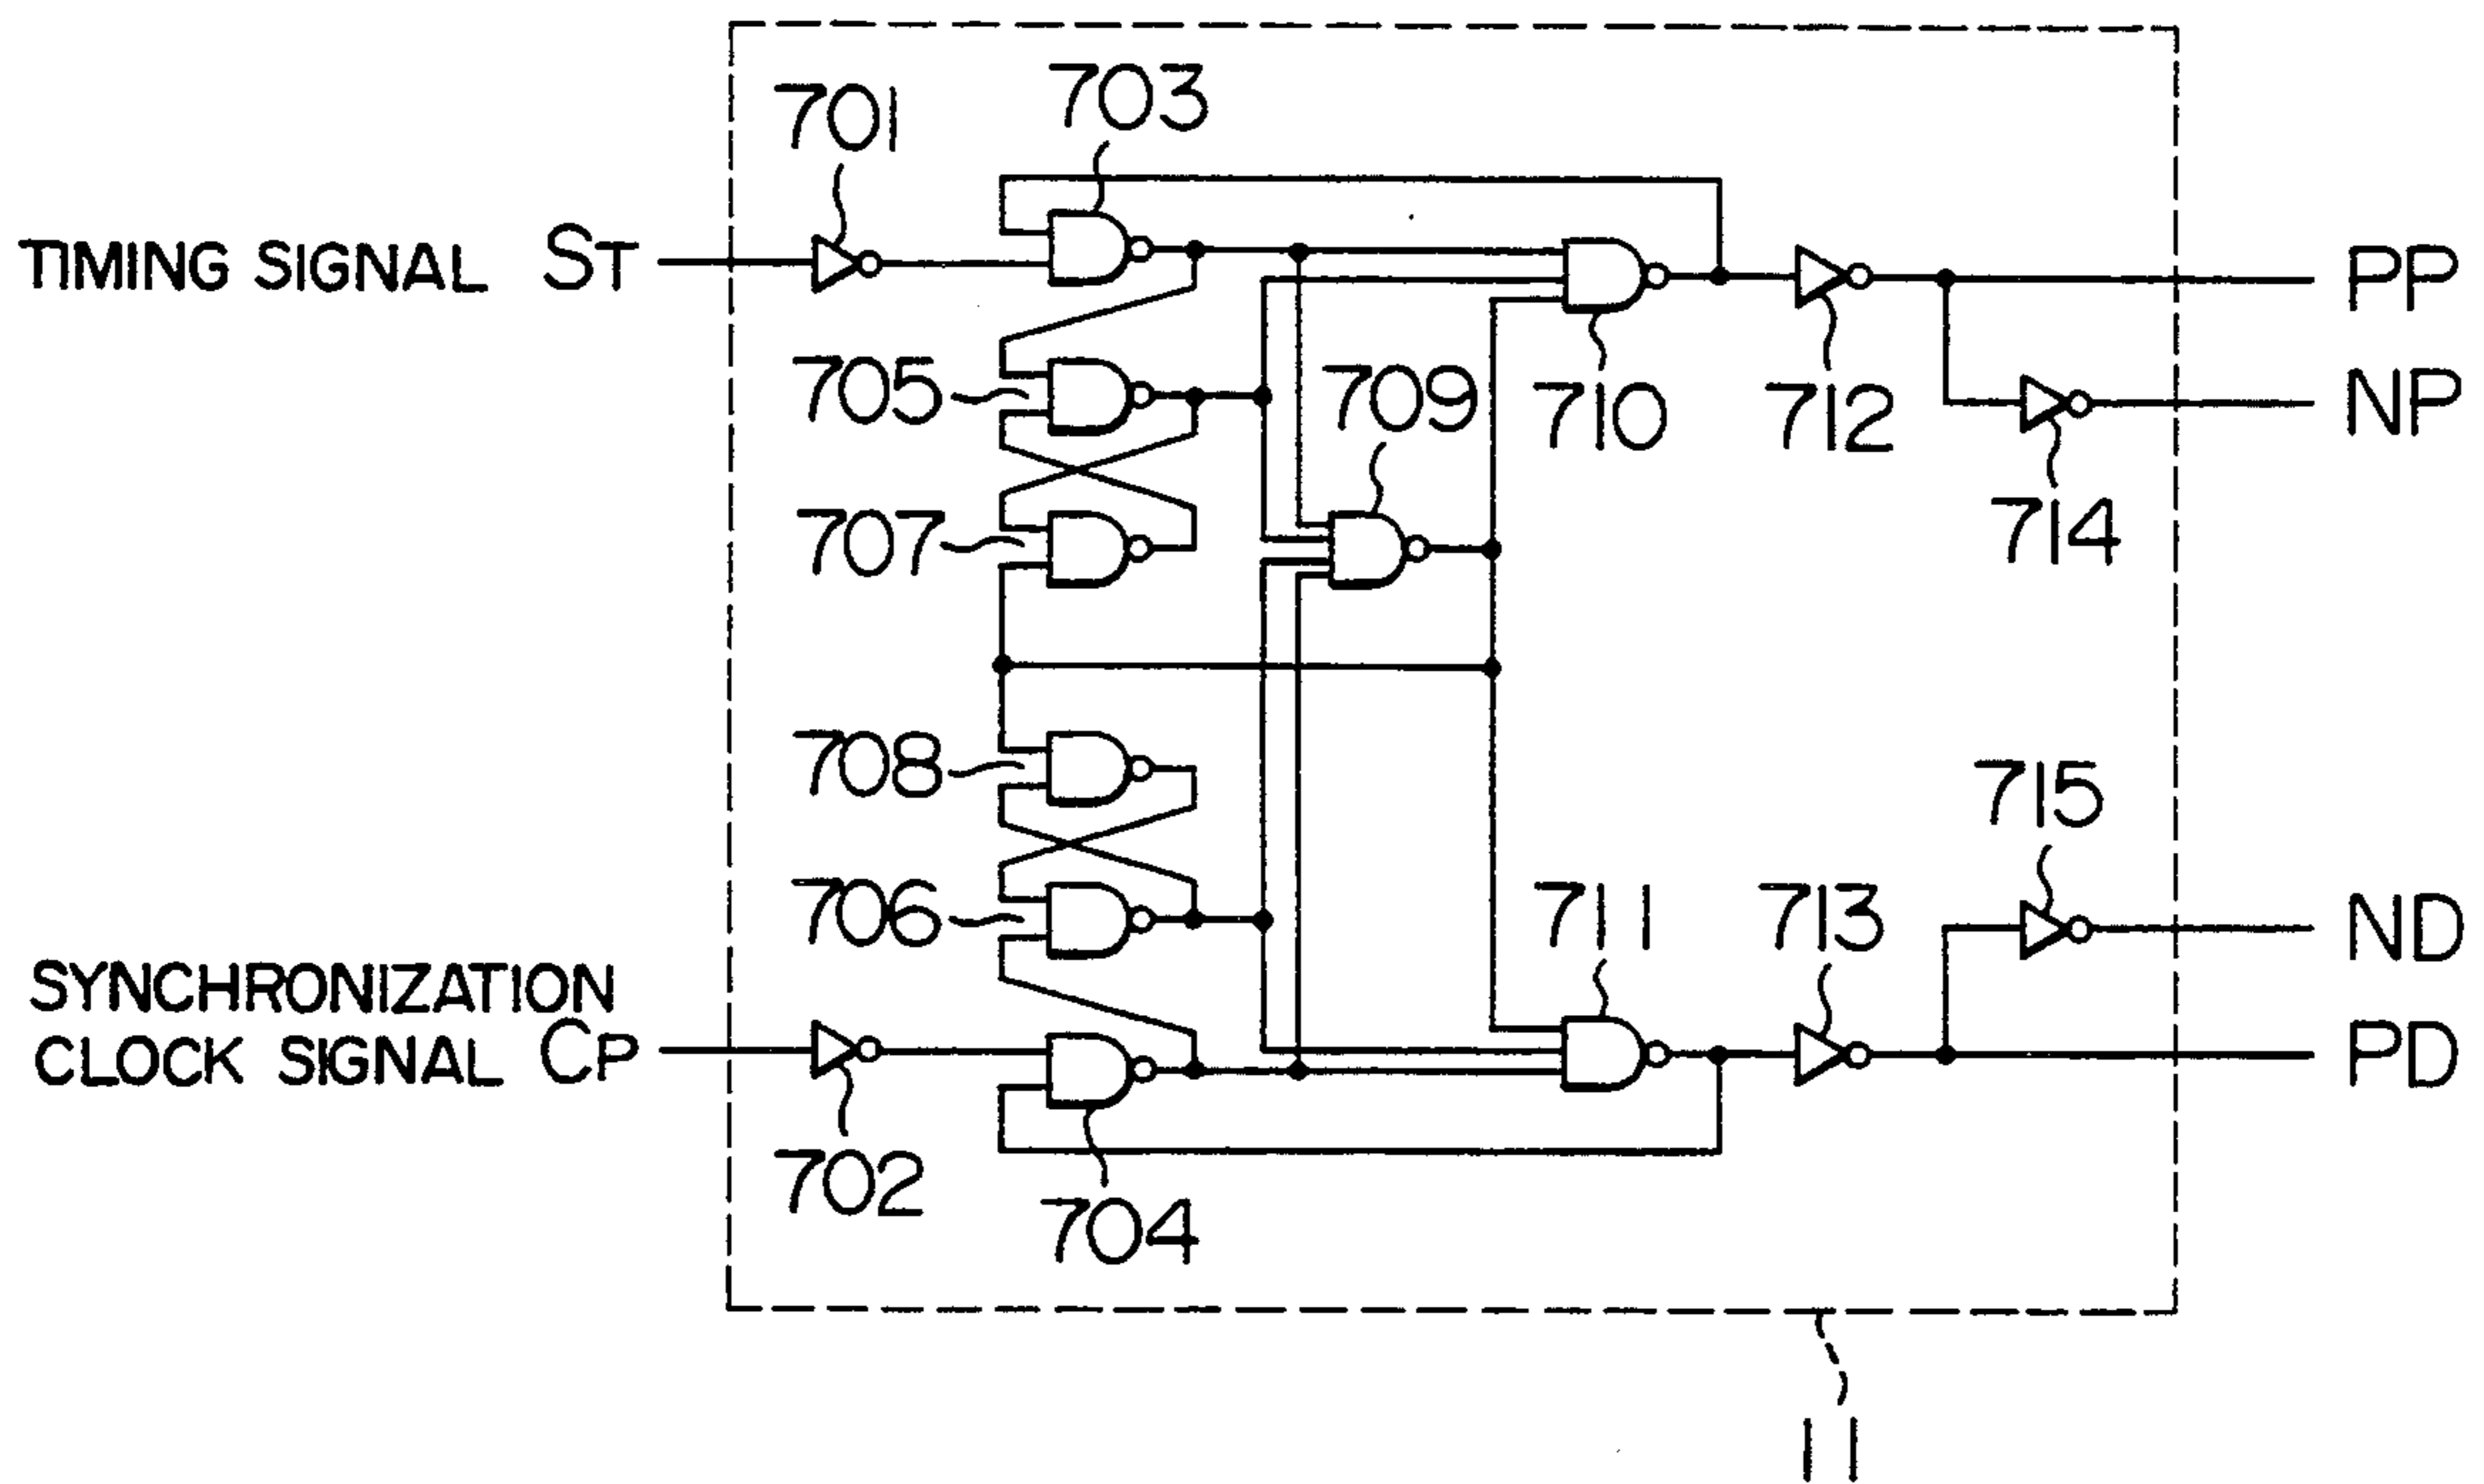 701
703
TIMING SIGNAL ST
PP
705
709
710
712
NP
707
714
708
715
706
711
713
ND
SYNCHRONIZATION
CLOCK SIGNAL CP
PD
702
704
11